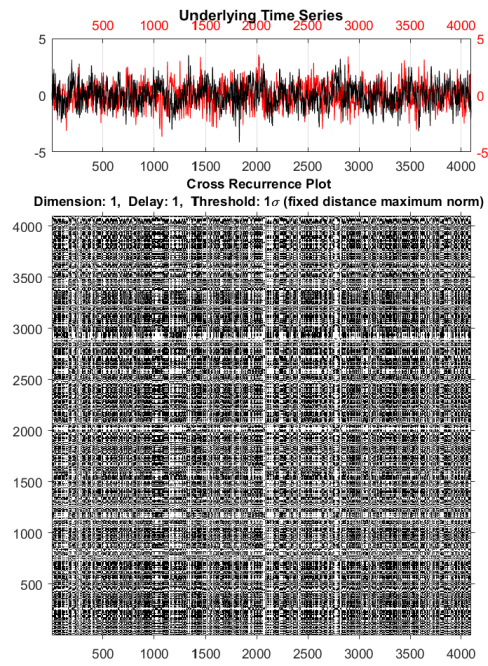 Underlying Time Series
500 1000 1500 2000 2500 3000 3500 4000
5 5
0 0
-5 -5
500 1000 1500 2000 2500 3000 3500 4000
Cross Recurrence Plot
Dimension: 1, Delay: 1, Threshold: 1σ (fixed distance maximum norm)
4000
3500
3000
2500
2000
1500
1000
500
500 1000 1500 2000 2500 3000 3500 4000